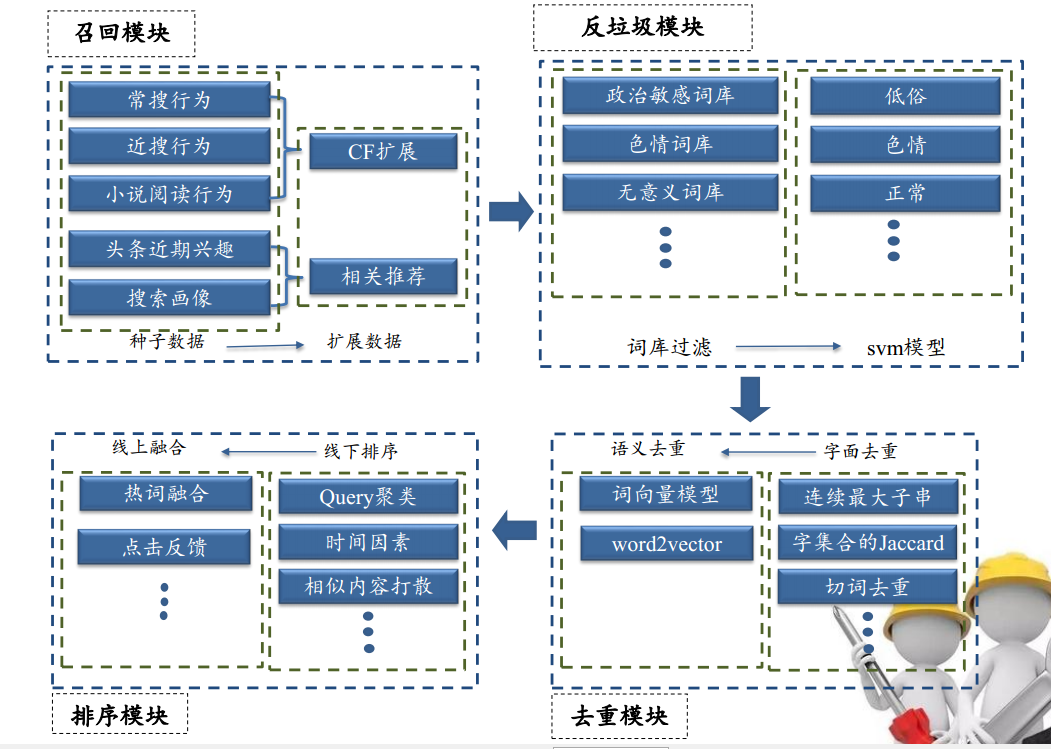 召回模块
常搜行为
近搜行为
小说阅读行为
头条近期兴趣
搜索画像
CF扩展
相关推荐
种子数据
扩展数据
反垃圾模块
政治敏感词库
色情词库
无意义词库
低俗
色情
正常
词库过滤
svm模型
语义去重
字面去重
词向量模型
word2vector
连续最大子串
字集合的Jaccard
切词去重
去重模块
线上融合
线下排序
热词融合
点击反馈
Query聚类
时间因素
相似内容打散
排序模块